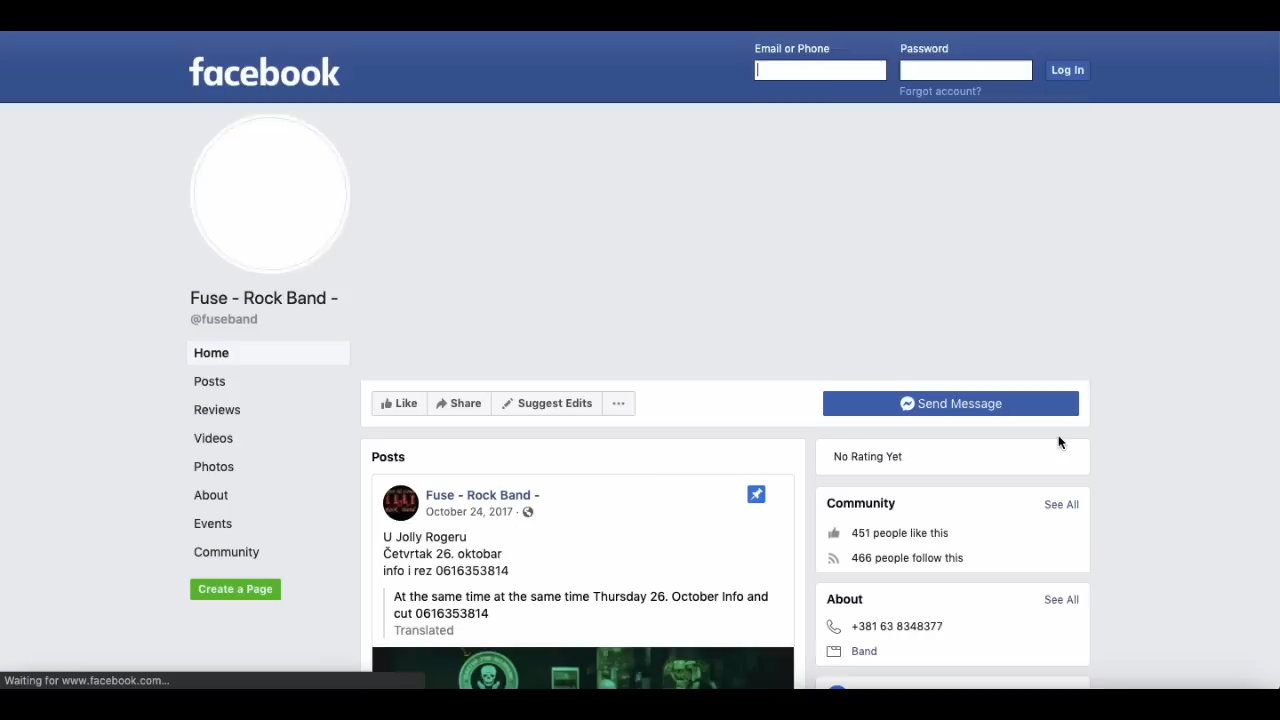 Email or Phone
Password
facebook
Log In
Forgot account?
Fuse - Rock Band -
@fuseband
Home
Posts
Reviews
Videos
Photos
About
Events
Community
Create a Page
Like
Share
Suggest Edits
Send Message
Posts
Fuse - Rock Band -
October 24, 2017 ·
U Jolly Rogeru
Četvrtak 26. oktobar
info i rez 0616353814
At the same time at the same time Thursday 26. October Info and
cut 0616353814
Translated
No Rating Yet
Community
See All
451 people like this
466 people follow this
About
See All
+381 63 8348377
Band
Waiting for www.facebook.com...